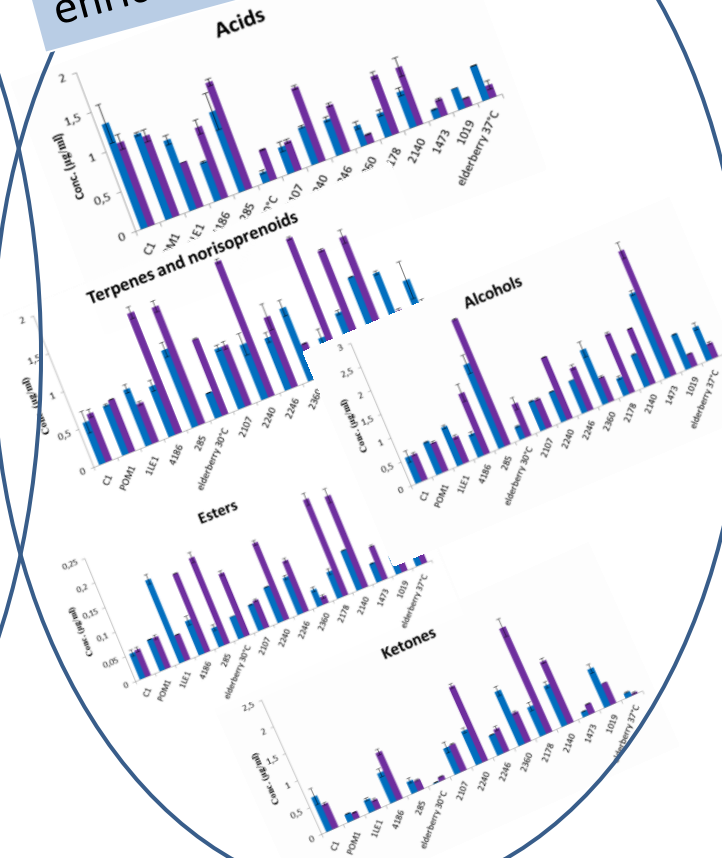 Acids
2
1,5
1
0,5
0
Conc. (µg/ml)
C1
1473
1019
elderberry 37°C
2140
Terpenes and norisoprenoids
2
1,5
1
0,5
0
C1
POM1
1LE1
4186
285
elderberry 30°C
2107
2240
2246
Alcohols
3
2,5
2
1,5
1
0,5
0
Conc. (µg/ml)
C1
POM1
1LE1
4186
285
elderberry 30°C
2107
2240
2246
2360
2178
2140
1473
1019
elderberry 37°C
Esters
0,25
0,2
0,15
0,1
0,05
0
Conc. (µg/ml)
C1
POM1
1LE1
4186
285
elderberry 30°C
2107
2240
2246
2360
2178
2140
1473
1019
elderberry 37°C
Ketones
2,5
2
1,5
1
0,5
0
Conc. (µg/ml)
C1
POM1
1LE1
4186
285
elderberry 30°C
2107
2240
2246
2360
2178
2140
1473
1019
elderberry 37°C